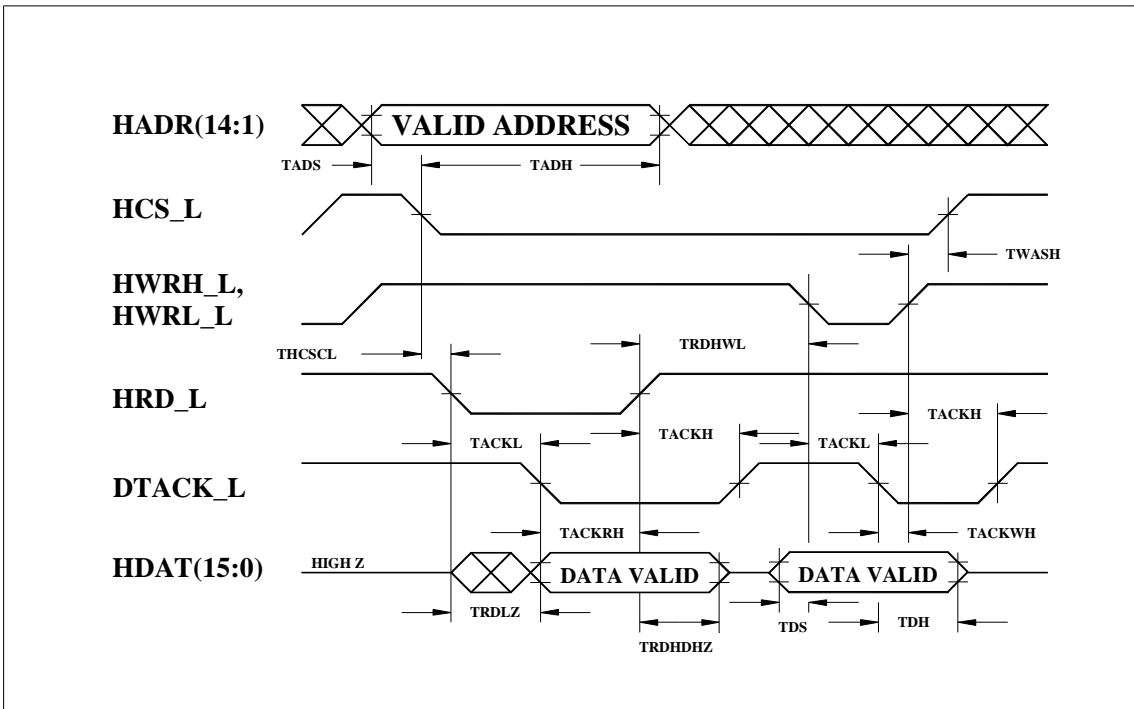 HADR(14:1)
VALID ADDRESS
TADS
TADH
HCS_L
TWASH
HWRH_L,
HWRL_L
TRDHWL
THCSCL
HRD_L
TACKH
TACKL
TACKH
TACKL
DTACK_L
TACKRH
TACKWH
HDAT(15:0)
HIGH Z
DATA VALID
DATA VALID
TRDLZ
TDS
TDH
TRDHDHZ